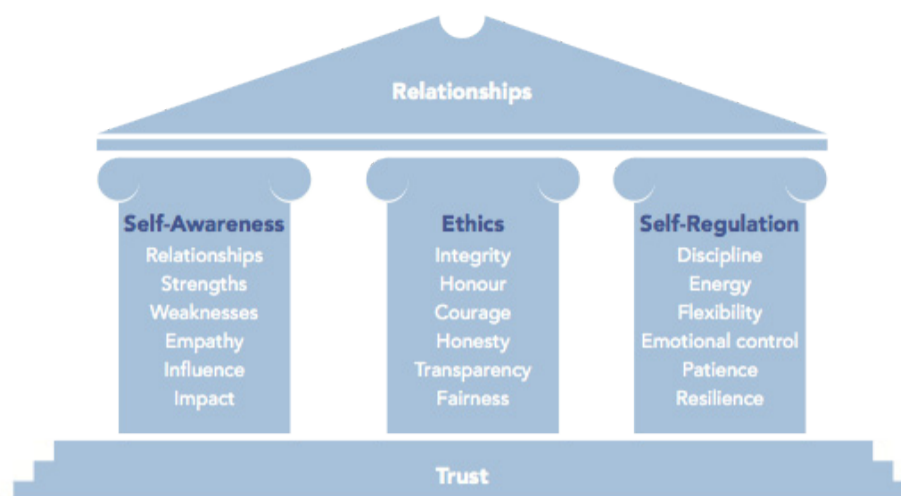 Relationships
Self-Awareness
Relationships
Strengths
Weaknesses
Empathy
Influence
Impact
Ethics
Integrity
Honour
Courage
Honesty
Transparency
Fairness
Self-Regulation
Discipline
Energy
Flexibility
Emotional control
Patience
Resilience
Trust